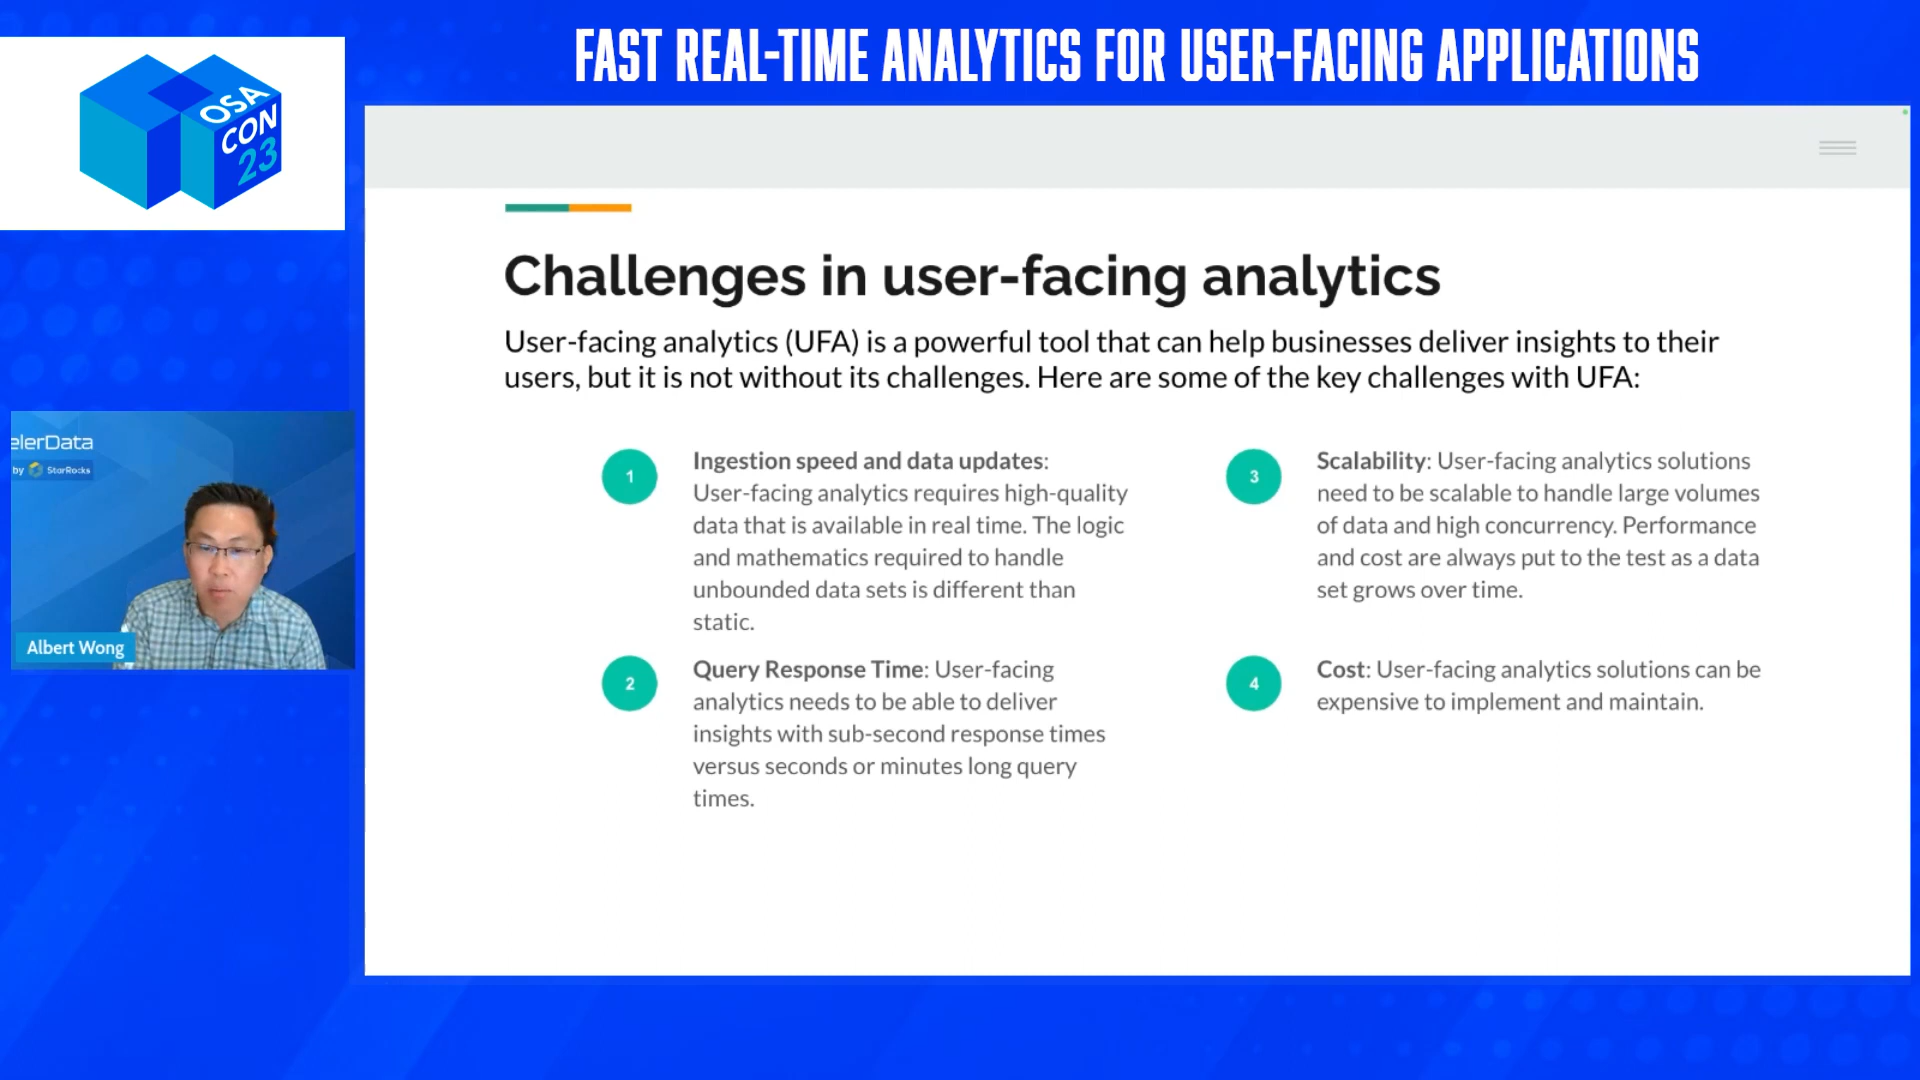 FAST REAL-TIME ANALYTICS FOR USER-FACING APPLICATIONS
OSA
CON
23
Challenges in user-facing analytics
User-facing analytics (UFA) is a powerful tool that can help businesses deliver insights to their
users, but it is not without its challenges. Here are some of the key challenges with UFA:
1
Ingestion speed and data updates:
User-facing analytics requires high-quality
data that is available in real time. The logic
and mathematics required to handle
unbounded data sets is different than
static.
2
Query Response Time: User-facing
analytics needs to be able to deliver
insights with sub-second response times
versus seconds or minutes long query
times.
3
Scalability: User-facing analytics solutions
need to be scalable to handle large volumes
of data and high concurrency. Performance
and cost are always put to the test as a data
set grows over time.
4
Cost: User-facing analytics solutions can be
expensive to implement and maintain.
elerData
by StarRocks
Albert Wong